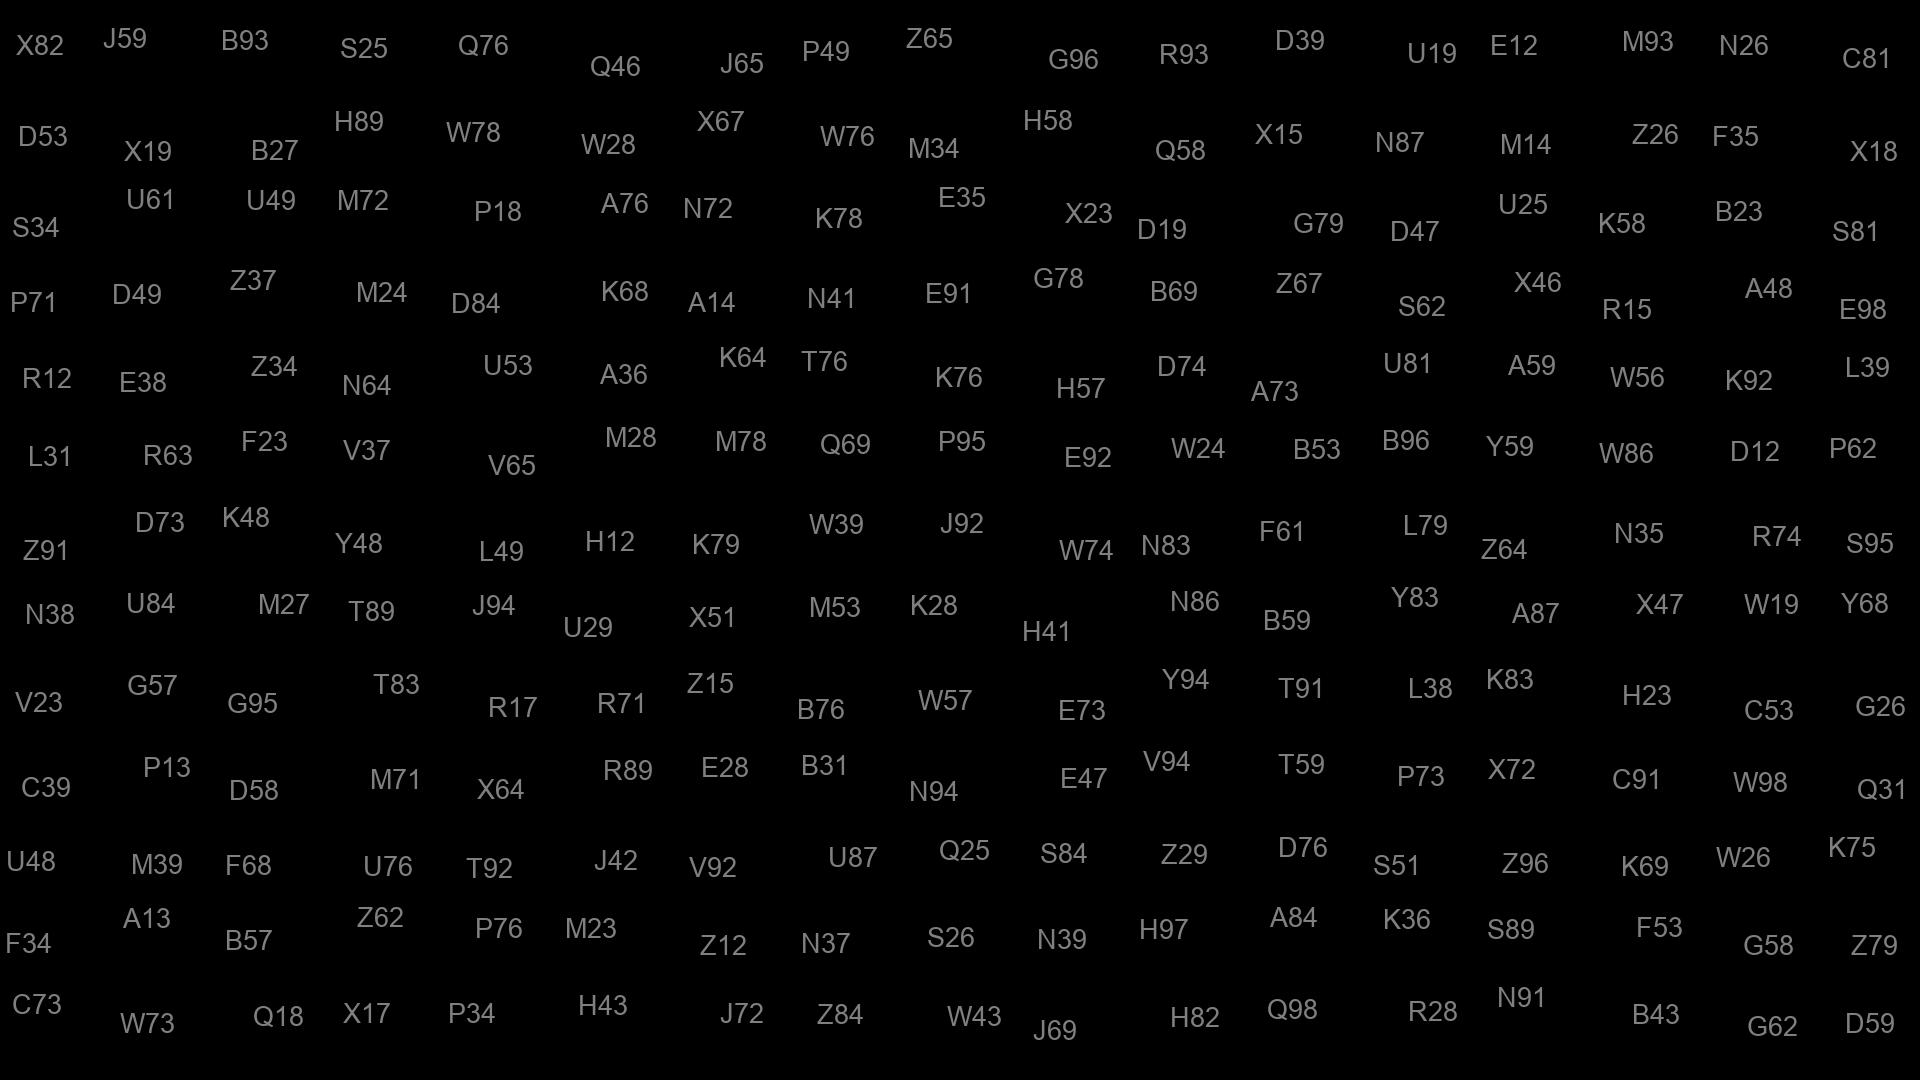 X82 J59 B93 S25 Q76 Q46 J65 P49 Z65 G96 R93 D39 U19 E12 M93 N26 C81
D53 X19 B27 H89 W78 W28 X67 W76 M34 H58 Q58 X15 N87 M14 Z26 F35 X18
S34 U61 U49 M72 P18 A76 N72 K78 E35 X23 D19 G79 D47 U25 K58 B23 S81
P71 D49 Z37 M24 D84 K68 A14 N41 E91 G78 B69 Z67 S62 X46 R15 A48 E98
R12 E38 Z34 N64 U53 A36 K64 T76 K76 H57 D74 A73 U81 A59 W56 K92 L39
L31 R63 F23 V37 V65 M28 M78 Q69 P95 E92 W24 B53 B96 Y59 W86 D12 P62
Z91 D73 K48 Y48 L49 H12 K79 W39 J92 W74 N83 F61 L79 Z64 N35 R74 S95
N38 U84 M27 T89 J94 U29 X51 M53 K28 H41 N86 B59 Y83 A87 X47 W19 Y68
V23 G57 G95 T83 R17 R71 Z15 B76 W57 E73 Y94 T91 L38 K83 H23 C53 G26
C39 P13 D58 M71 X64 R89 E28 B31 N94 E47 V94 T59 P73 X72 C91 W98 Q31
U48 M39 F68 U76 T92 J42 V92 U87 Q25 S84 Z29 D76 S51 Z96 K69 W26 K75
F34 A13 B57 Z62 P76 M23 Z12 N37 S26 N39 H97 A84 K36 S89 F53 G58 Z79
C73 W73 Q18 X17 P34 H43 J72 Z84 W43 J69 H82 Q98 R28 N91 B43 G62 D59